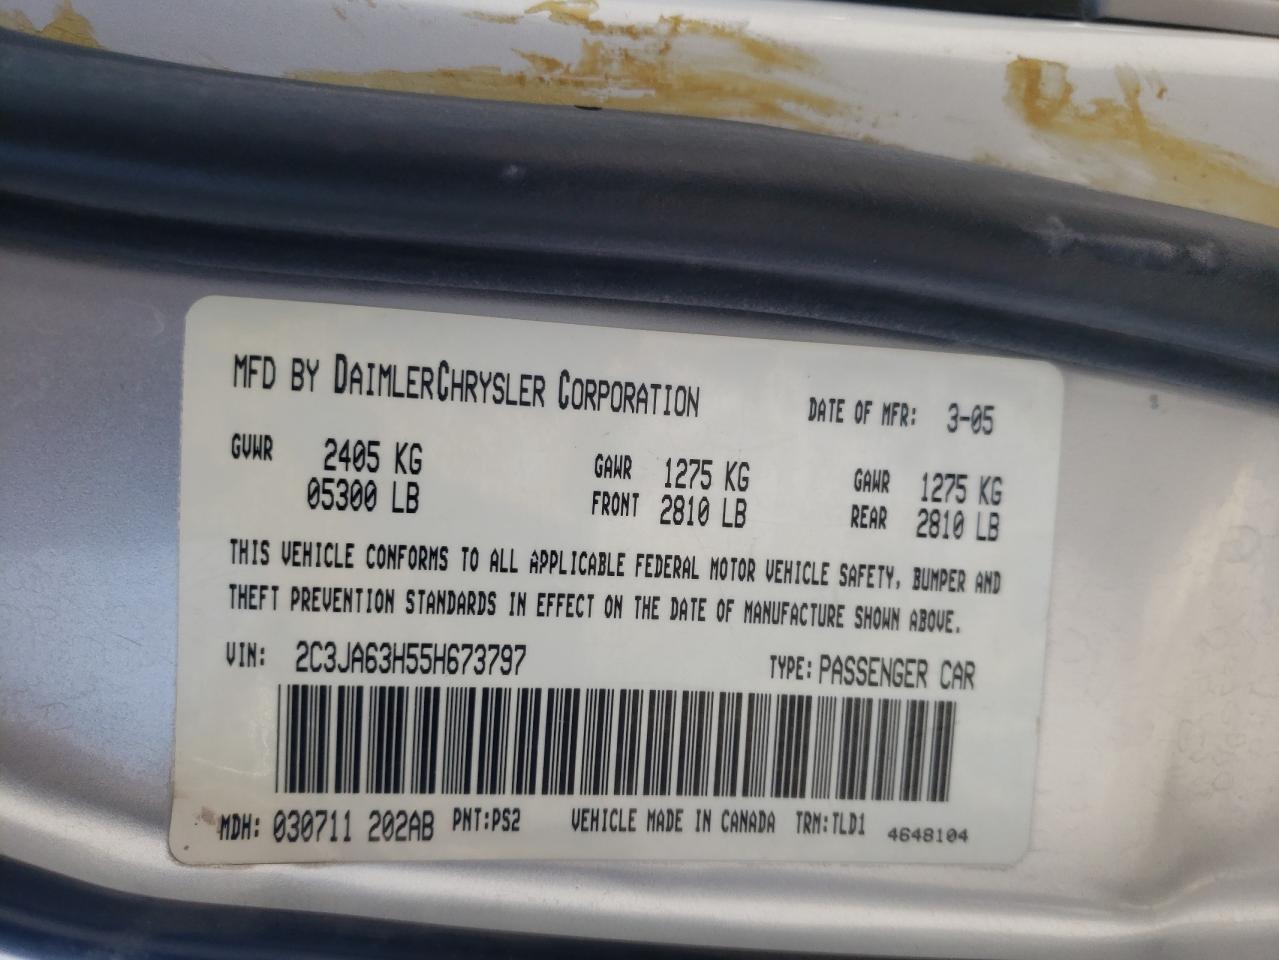 MFD BY DAIMLERCHRYSLER CORPORATION DATE OF MFR: 3-05
GVWR 2405 KG GAWR 1275 KG GAWR 1275 KG
05300 LB FRONT 2810 LB REAR 2810 LB
THIS VEHICLE CONFORMS TO ALL APPLICABLE FEDERAL MOTOR VEHICLE SAFETY, BUMPER AND
THEFT PREVENTION STANDARDS IN EFFECT ON THE DATE OF MANUFACTURE SHOWN ABOVE.
VIN: 2C3JA63H55H673797 TYPE: PASSENGER CAR
MDH: 030711 202AB PNT: PS2 VEHICLE MADE IN CANADA TRM: TLD1 4648104